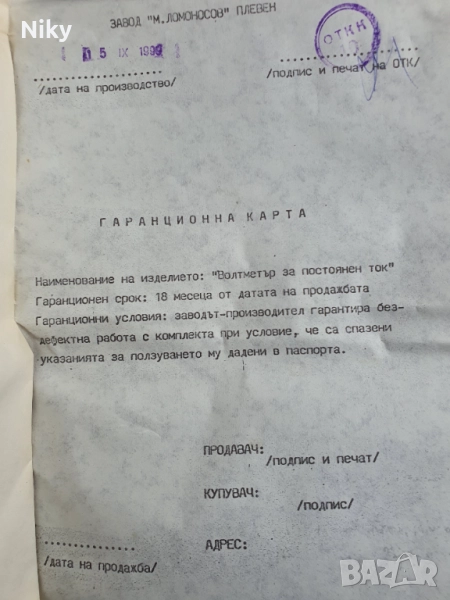 Niky
ЗАВОД "М.ЛОМОНОСОВ" ПЛЕВЕН
5 IX
ОТКК
/дата на производство/
/подпис и печат на ОТК/
ГАРАНЦИОННА КАРТА
Наименование на изделието: "Волтметър за постоянен ток"
Гаранционен срок: 18 месеца от датата на продажбата
Гаранционни условия: заводът-производител гарантира без-
дефектна работа с комплекта при условие, че са спазени
указанията за ползуването му дадени в паспорта.
ПРОДАВАЧ:
/подпис и печат/
КУПУВАЧ:
/подпис/
АДРЕС:
/дата на продажба/
BAZAR